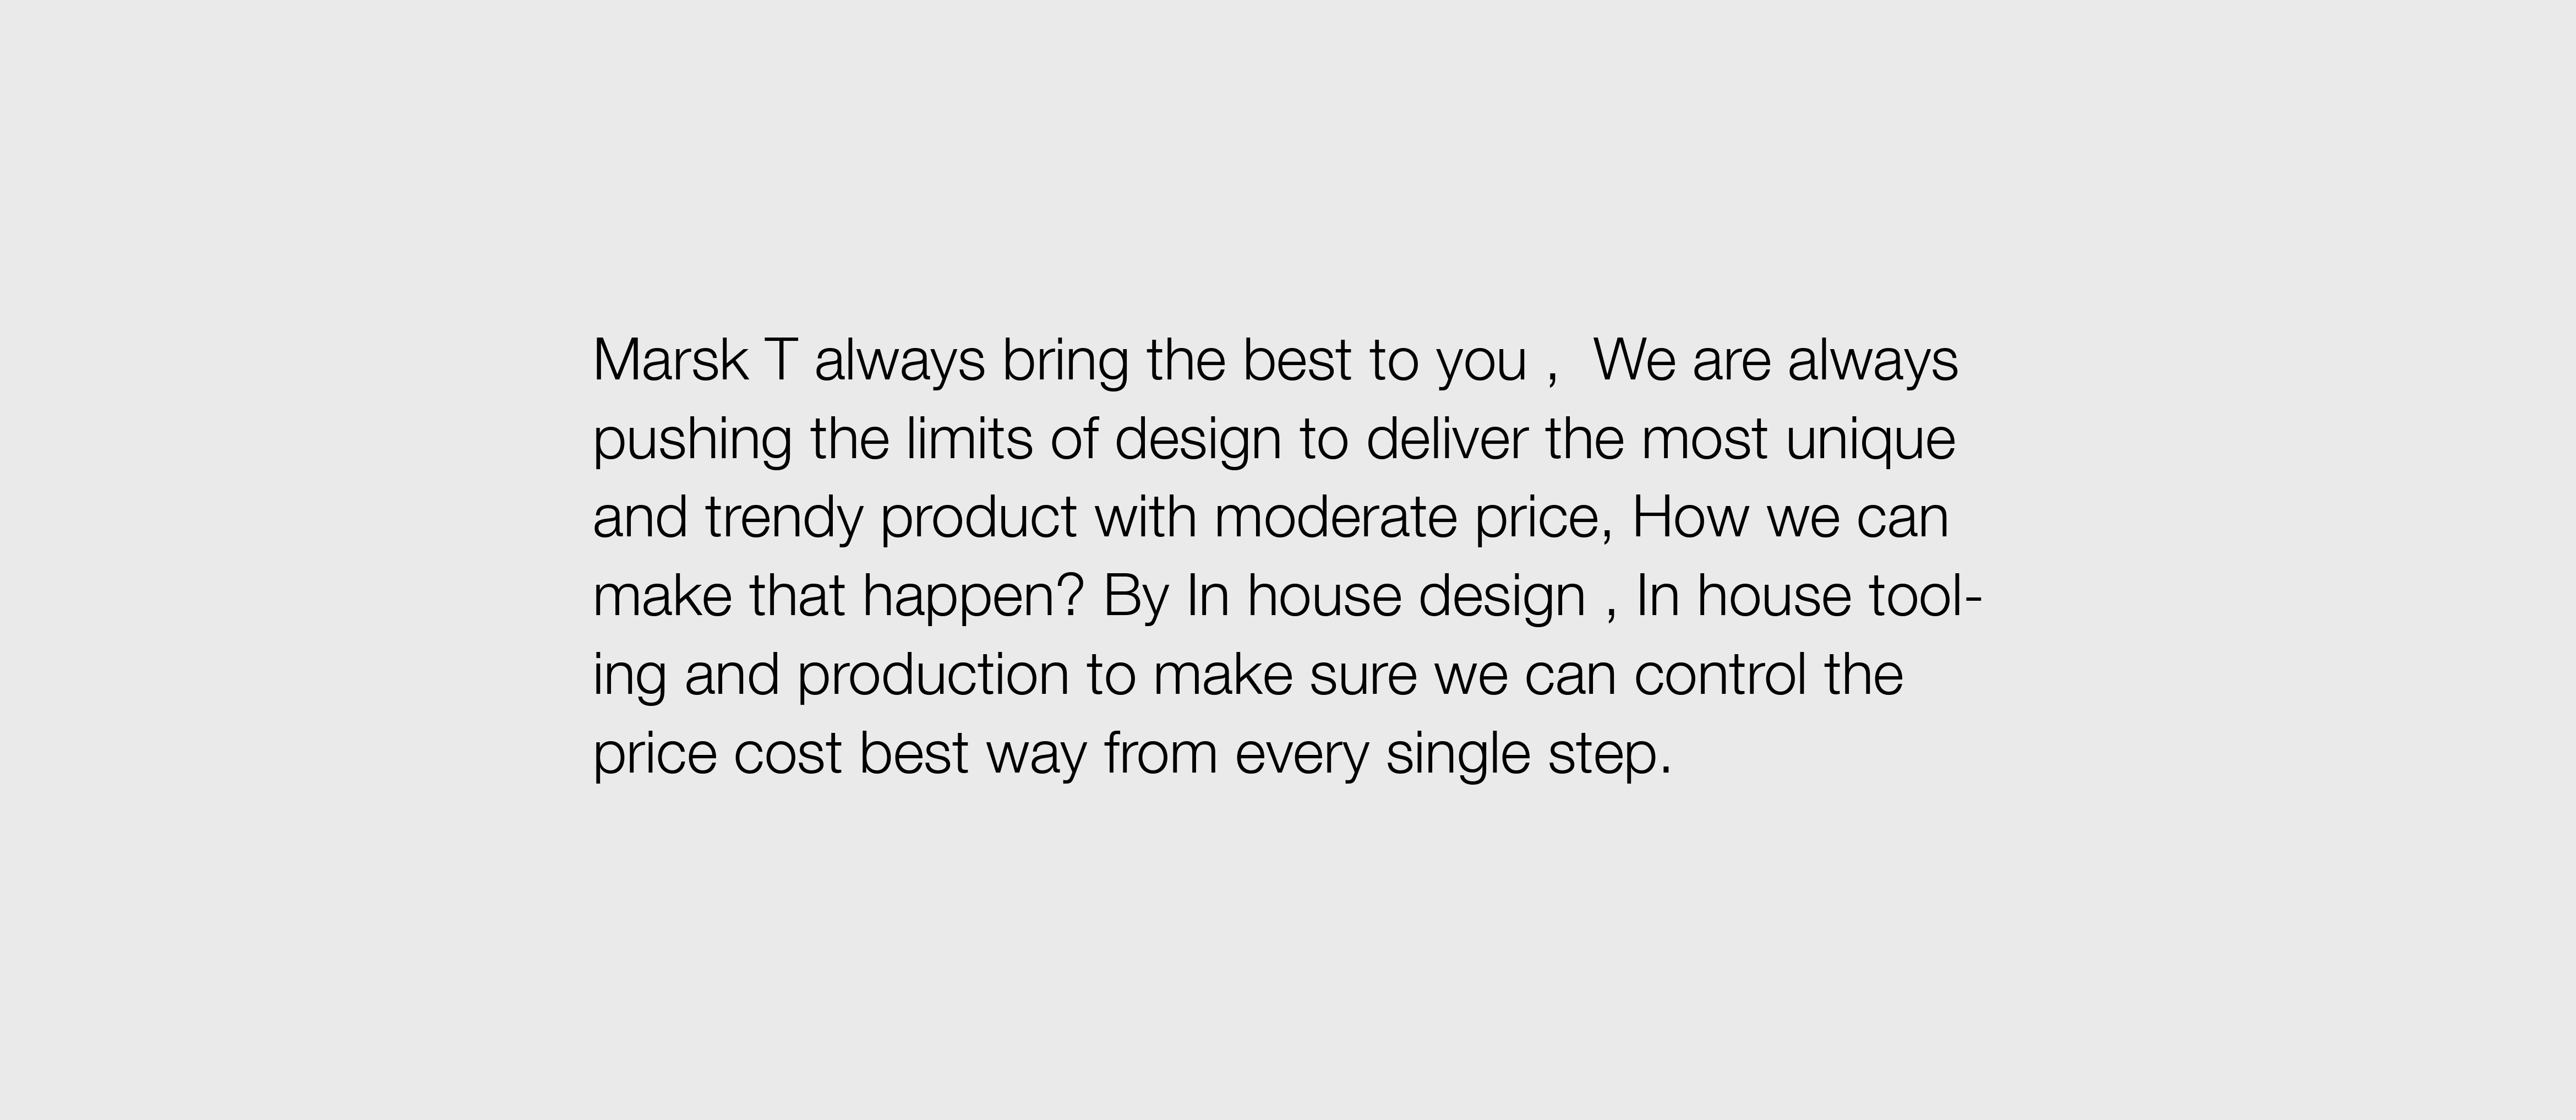 Marsk T always bring the best to you ,  We are always
pushing the limits of design to deliver the most unique
and trendy product with moderate price, How we can
make that happen? By In house design , In house tool-
ing and production to make sure we can control the
price cost best way from every single step.